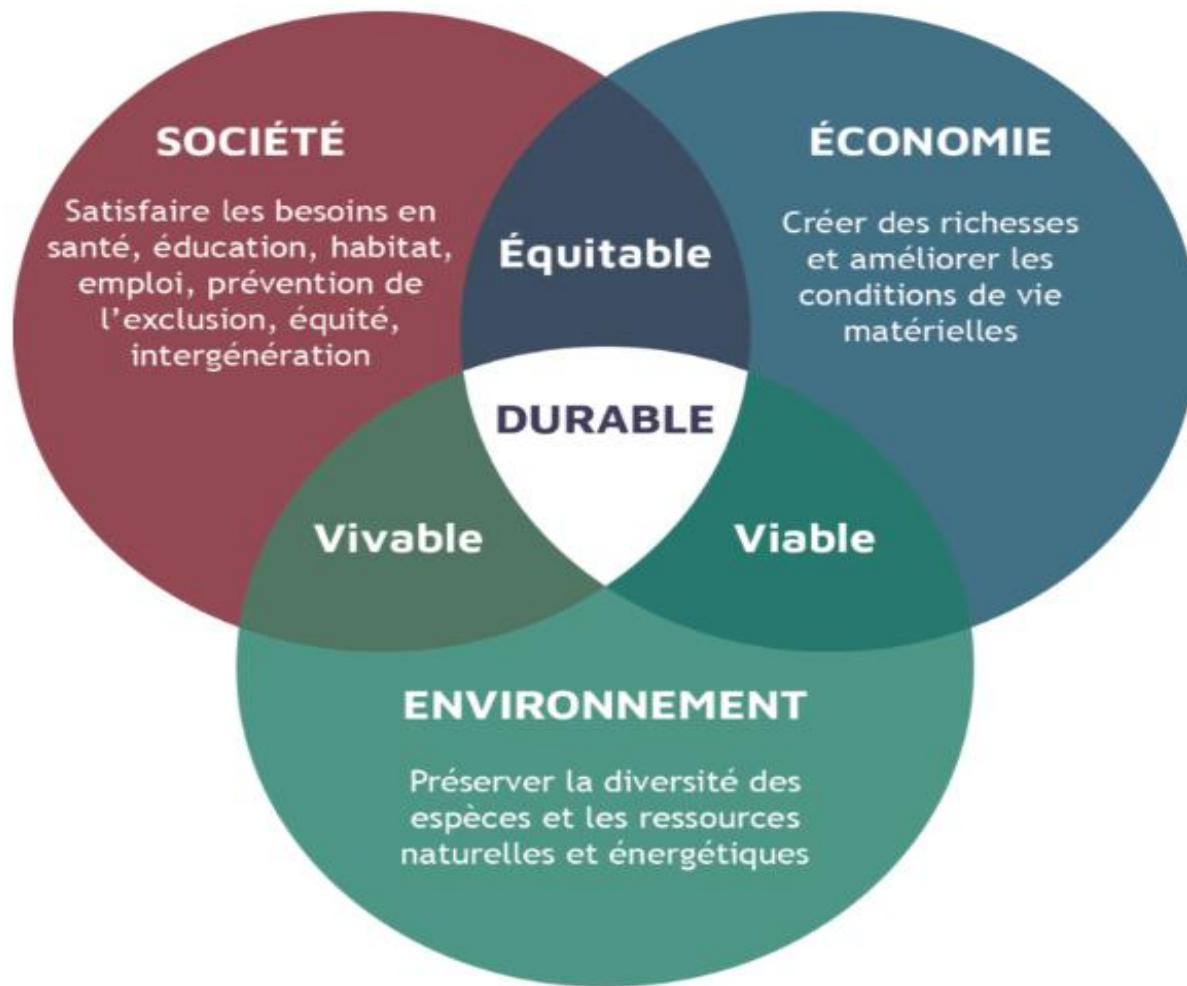 SOCIÉTÉ
Satisfaire les besoins en
santé, éducation, habitat,
emploi, prévention de
l'exclusion, équité,
intergénération
Équitable
ÉCONOMIE
Créer des richesses
et améliorer les
conditions de vie
matérielles
DURABLE
Vivable
Viable
ENVIRONNEMENT
Préserver la diversité des
espèces et les ressources
naturelles et énergétiques